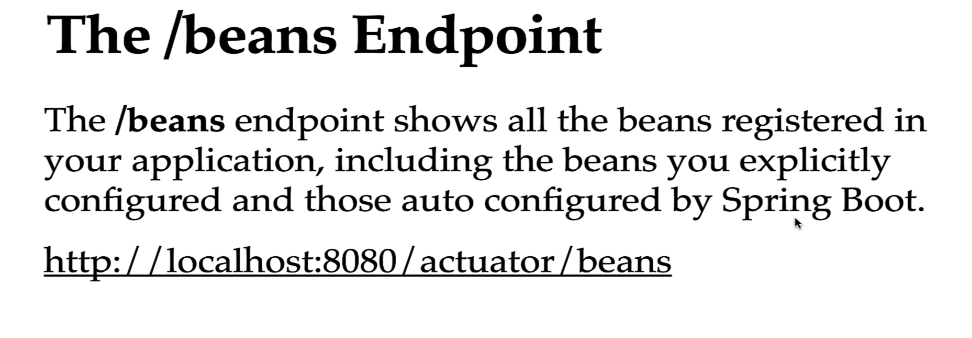 The /beans Endpoint
The /beans endpoint shows all the beans registered in
your application, including the beans you explicitly
configured and those auto configured by Spring Boot.
http://localhost:8080/actuator/beans